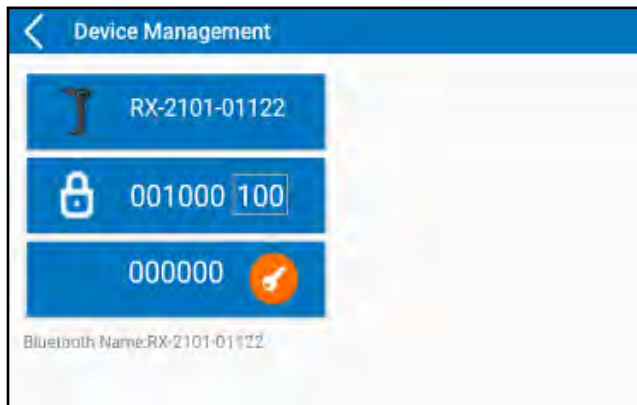 Device Management
RX-2101-01122
001000 100
000000
Bluetooth Name:RX-2101-01122